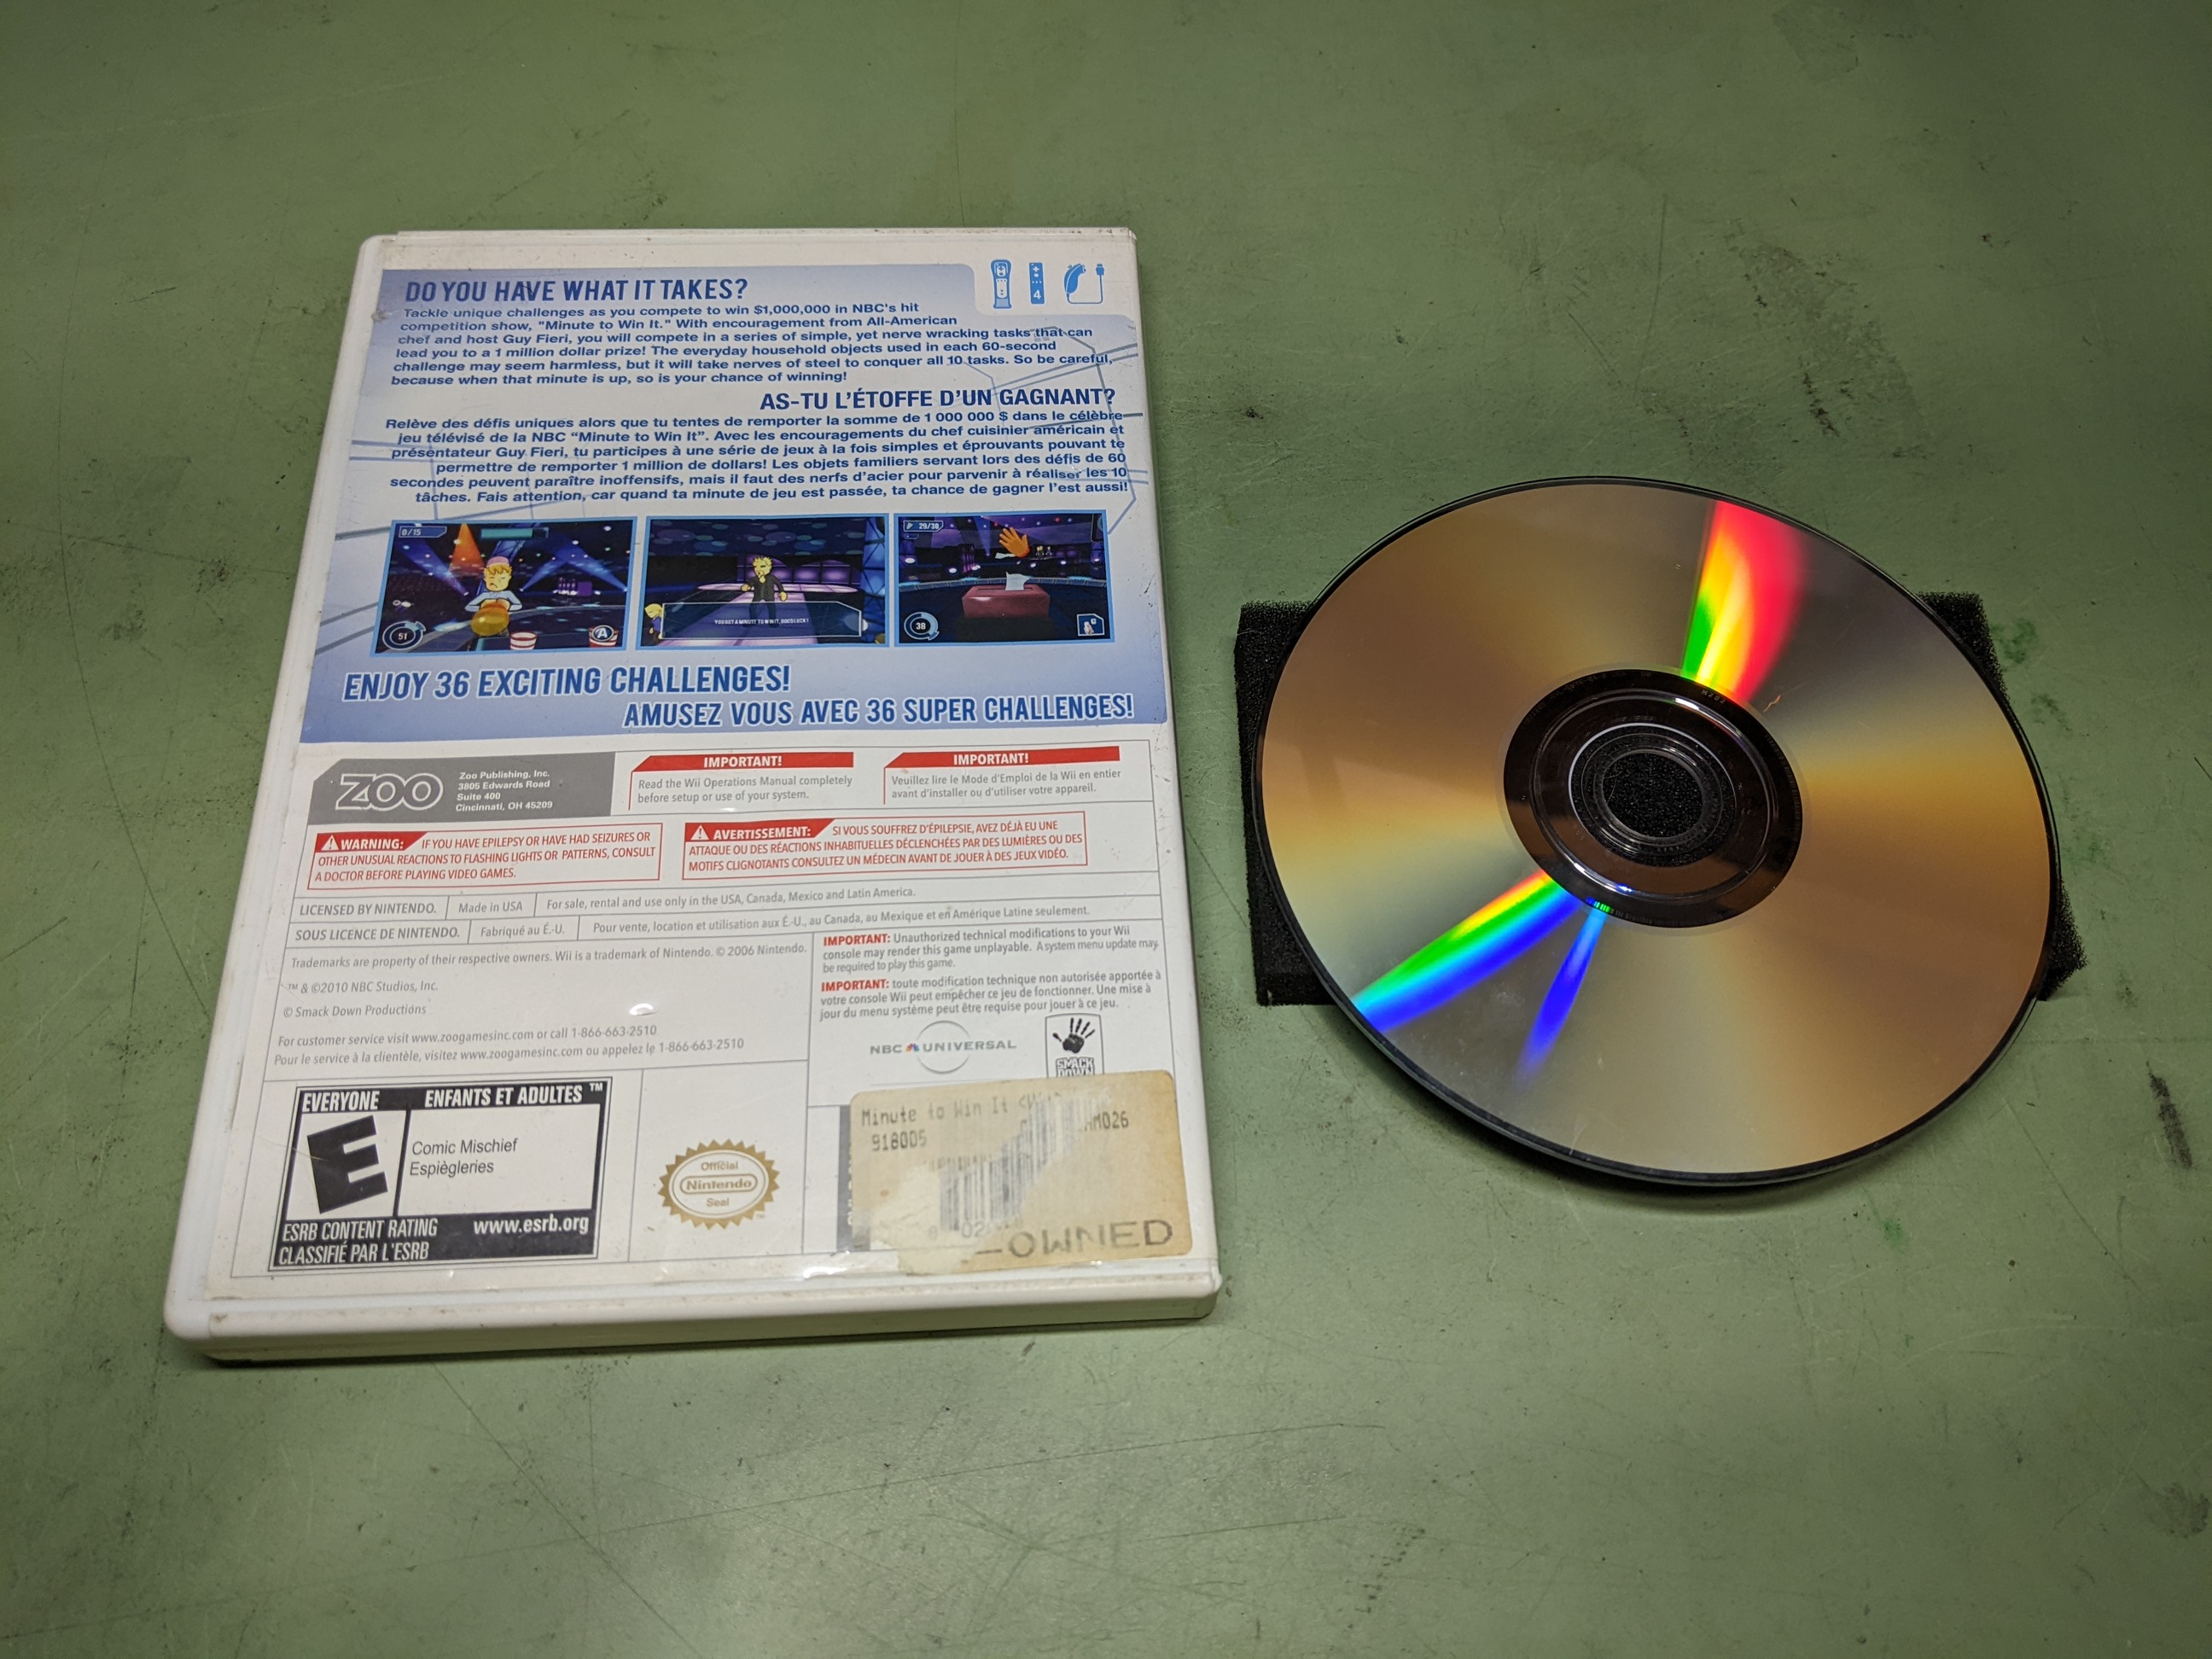 DO YOU HAVE WHAT IT TAKES?
Tackle unique challenges as you compete to win $1,000,000 in NBC's hit
competition show, "Minute to Win It." With encouragement from All-American
chef and host Guy Fieri, you will compete in a series of simple, yet nerve wracking tasks that can
lead you to a 1 million dollar prize! The everyday household objects used in each 60-second
challenge may seem harmless, but it will take nerves of steel to conquer all 10 tasks. So be careful,
because when that minute is up, so is your chance of winning!
4
AS-TU L'ÉTOFFE D'UN GAGNANT?
Relève des défis uniques alors que tu tentes de remporter la somme de 1 000 000 $ dans le célèbre
jeu télévisé de la NBC "Minute to Win It". Avec les encouragements du chef cuisinier américain et
présentateur Guy Fieri, tu participes à une série de jeux à la fois simples et éprouvants pouvant te
permettre de remporter 1 million de dollars! Les objets familiers servant lors des défis de 60
secondes peuvent paraître inoffensifs, mais il faut des nerfs d'acier pour parvenir à réaliser les 10
tâches. Fais attention, car quand ta minute de jeu est passée, ta chance de gagner l'est aussi!
0/15
51
A
YOU GOT A MINUTE TO WIN IT, GOOD LUCK!
29/30
38
ENJOY 36 EXCITING CHALLENGES!
AMUSEZ VOUS AVEC 36 SUPER CHALLENGES!
ZOO
Zoo Publishing, Inc.
3805 Edwards Road
Suite 400
Cincinnati, OH 45209
IMPORTANT!
Read the Wii Operations Manual completely
before setup or use of your system.
IMPORTANT!
Veuillez lire le Mode d'Emploi de la Wii en entier
avant d'installer ou d'utiliser votre appareil.
WARNING: IF YOU HAVE EPILEPSY OR HAVE HAD SEIZURES OR
OTHER UNUSUAL REACTIONS TO FLASHING LIGHTS OR PATTERNS, CONSULT
A DOCTOR BEFORE PLAYING VIDEO GAMES.
AVERTISSEMENT: SI VOUS SOUFFREZ D'ÉPILEPSIE, AVEZ DÉJÀ EU UNE
ATTAQUE OU DES RÉACTIONS INHABITUELLES DÉCLENCHÉES PAR DES LUMIÈRES OU DES
MOTIFS CLIGNOTANTS CONSULTEZ UN MÉDECIN AVANT DE JOUER À DES JEUX VIDÉO.
LICENSED BY NINTENDO. Made in USA For sale, rental and use only in the USA, Canada, Mexico and Latin America.
SOUS LICENCE DE NINTENDO. Fabriqué au É.-U. Pour vente, location et utilisation aux É.-U., au Canada, au Mexique et en Amérique Latine seulement.
Trademarks are property of their respective owners. Wii is a trademark of Nintendo. © 2006 Nintendo.
™ & ©2010 NBC Studios, Inc.
© Smack Down Productions
For customer service visit www.zoogamesinc.com or call 1-866-663-2510
Pour le service à la clientèle, visitez www.zoogamesinc.com ou appelez le 1-866-663-2510
IMPORTANT: Unauthorized technical modifications to your Wii
console may render this game unplayable. A system menu update may
be required to play this game.
IMPORTANT: toute modification technique non autorisée apportée à
votre console Wii peut empêcher ce jeu de fonctionner. Une mise à
jour du menu système peut être requise pour jouer à ce jeu.
NBC UNIVERSAL
SMACK
DOWN
EVERYONE ENFANTS ET ADULTES ™
E
Comic Mischief
Espiègleries
ESRB CONTENT RATING www.esrb.org
CLASSIFIÉ PAR L'ESRB
Official
Nintendo
Seal
Minute to Win It
918005
OWNED